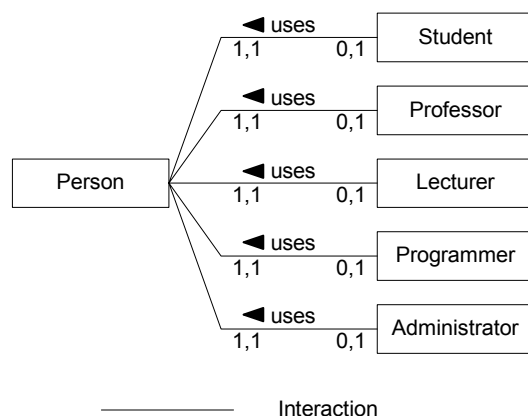 uses
Student
1,1 0,1
uses
Professor
1,1 0,1
Person
uses
Lecturer
1,1 0,1
uses
Programmer
1,1 0,1
uses
Administrator
1,1 0,1
Interaction